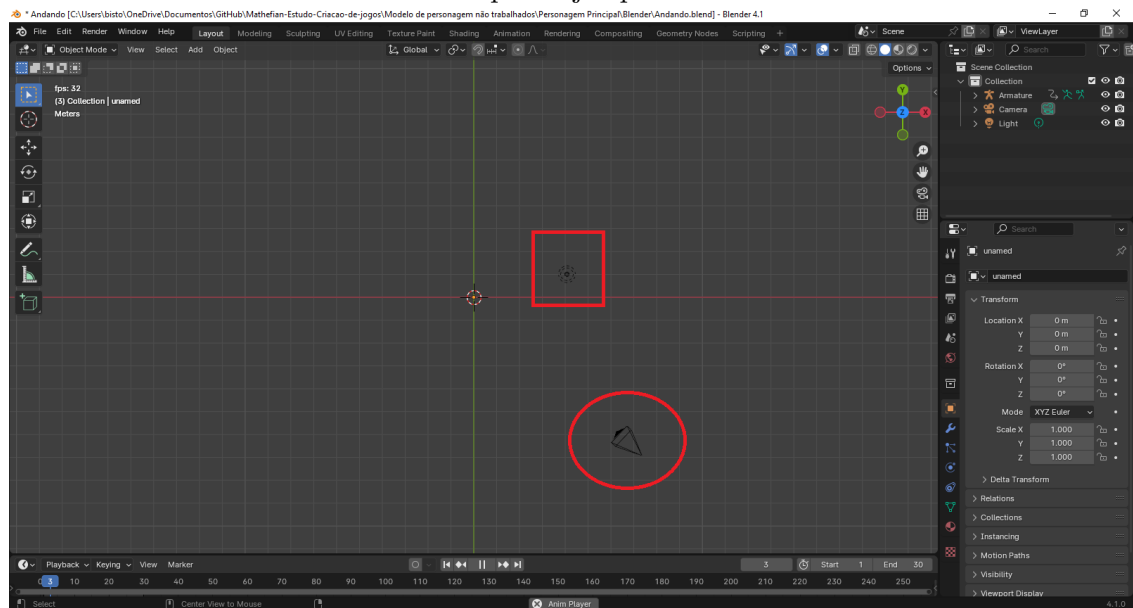 * Andando [C:\Users\bisto\OneDrive\Documentos\GitHub\Mathefian-Estudo-Criacao-de-jogos\Modelo de personagem não trabalhados\Personagem Principal\Blender\Andando.blend] - Blender 4.1
File Edit Render Window Help Layout Modeling Sculpting UV Editing Texture Paint Shading Animation Rendering Compositing Geometry Nodes Scripting + Scene ViewLayer
Object Mode View Select Add Object Global Search
Options
Scene Collection
Collection
Armature
Camera
Light
fps: 32
(3) Collection | unamed
Meters
Y
Z
X
Search
unamed
unamed
Transform
Location X 0 m
Y 0 m
Z 0 m
Rotation X 0°
Y 0°
Z 0°
Mode XYZ Euler
Scale X 1.000
Y 1.000
Z 1.000
Delta Transform
Relations
Collections
Instancing
Motion Paths
Visibility
Viewport Display
Playback Keying View Marker 3 Start 1 End 30
3 10 20 30 40 50 60 70 80 90 100 110 120 130 140 150 160 170 180 190 200 210 220 230 240 250
Select Center View to Mouse Anim Player 4.1.0